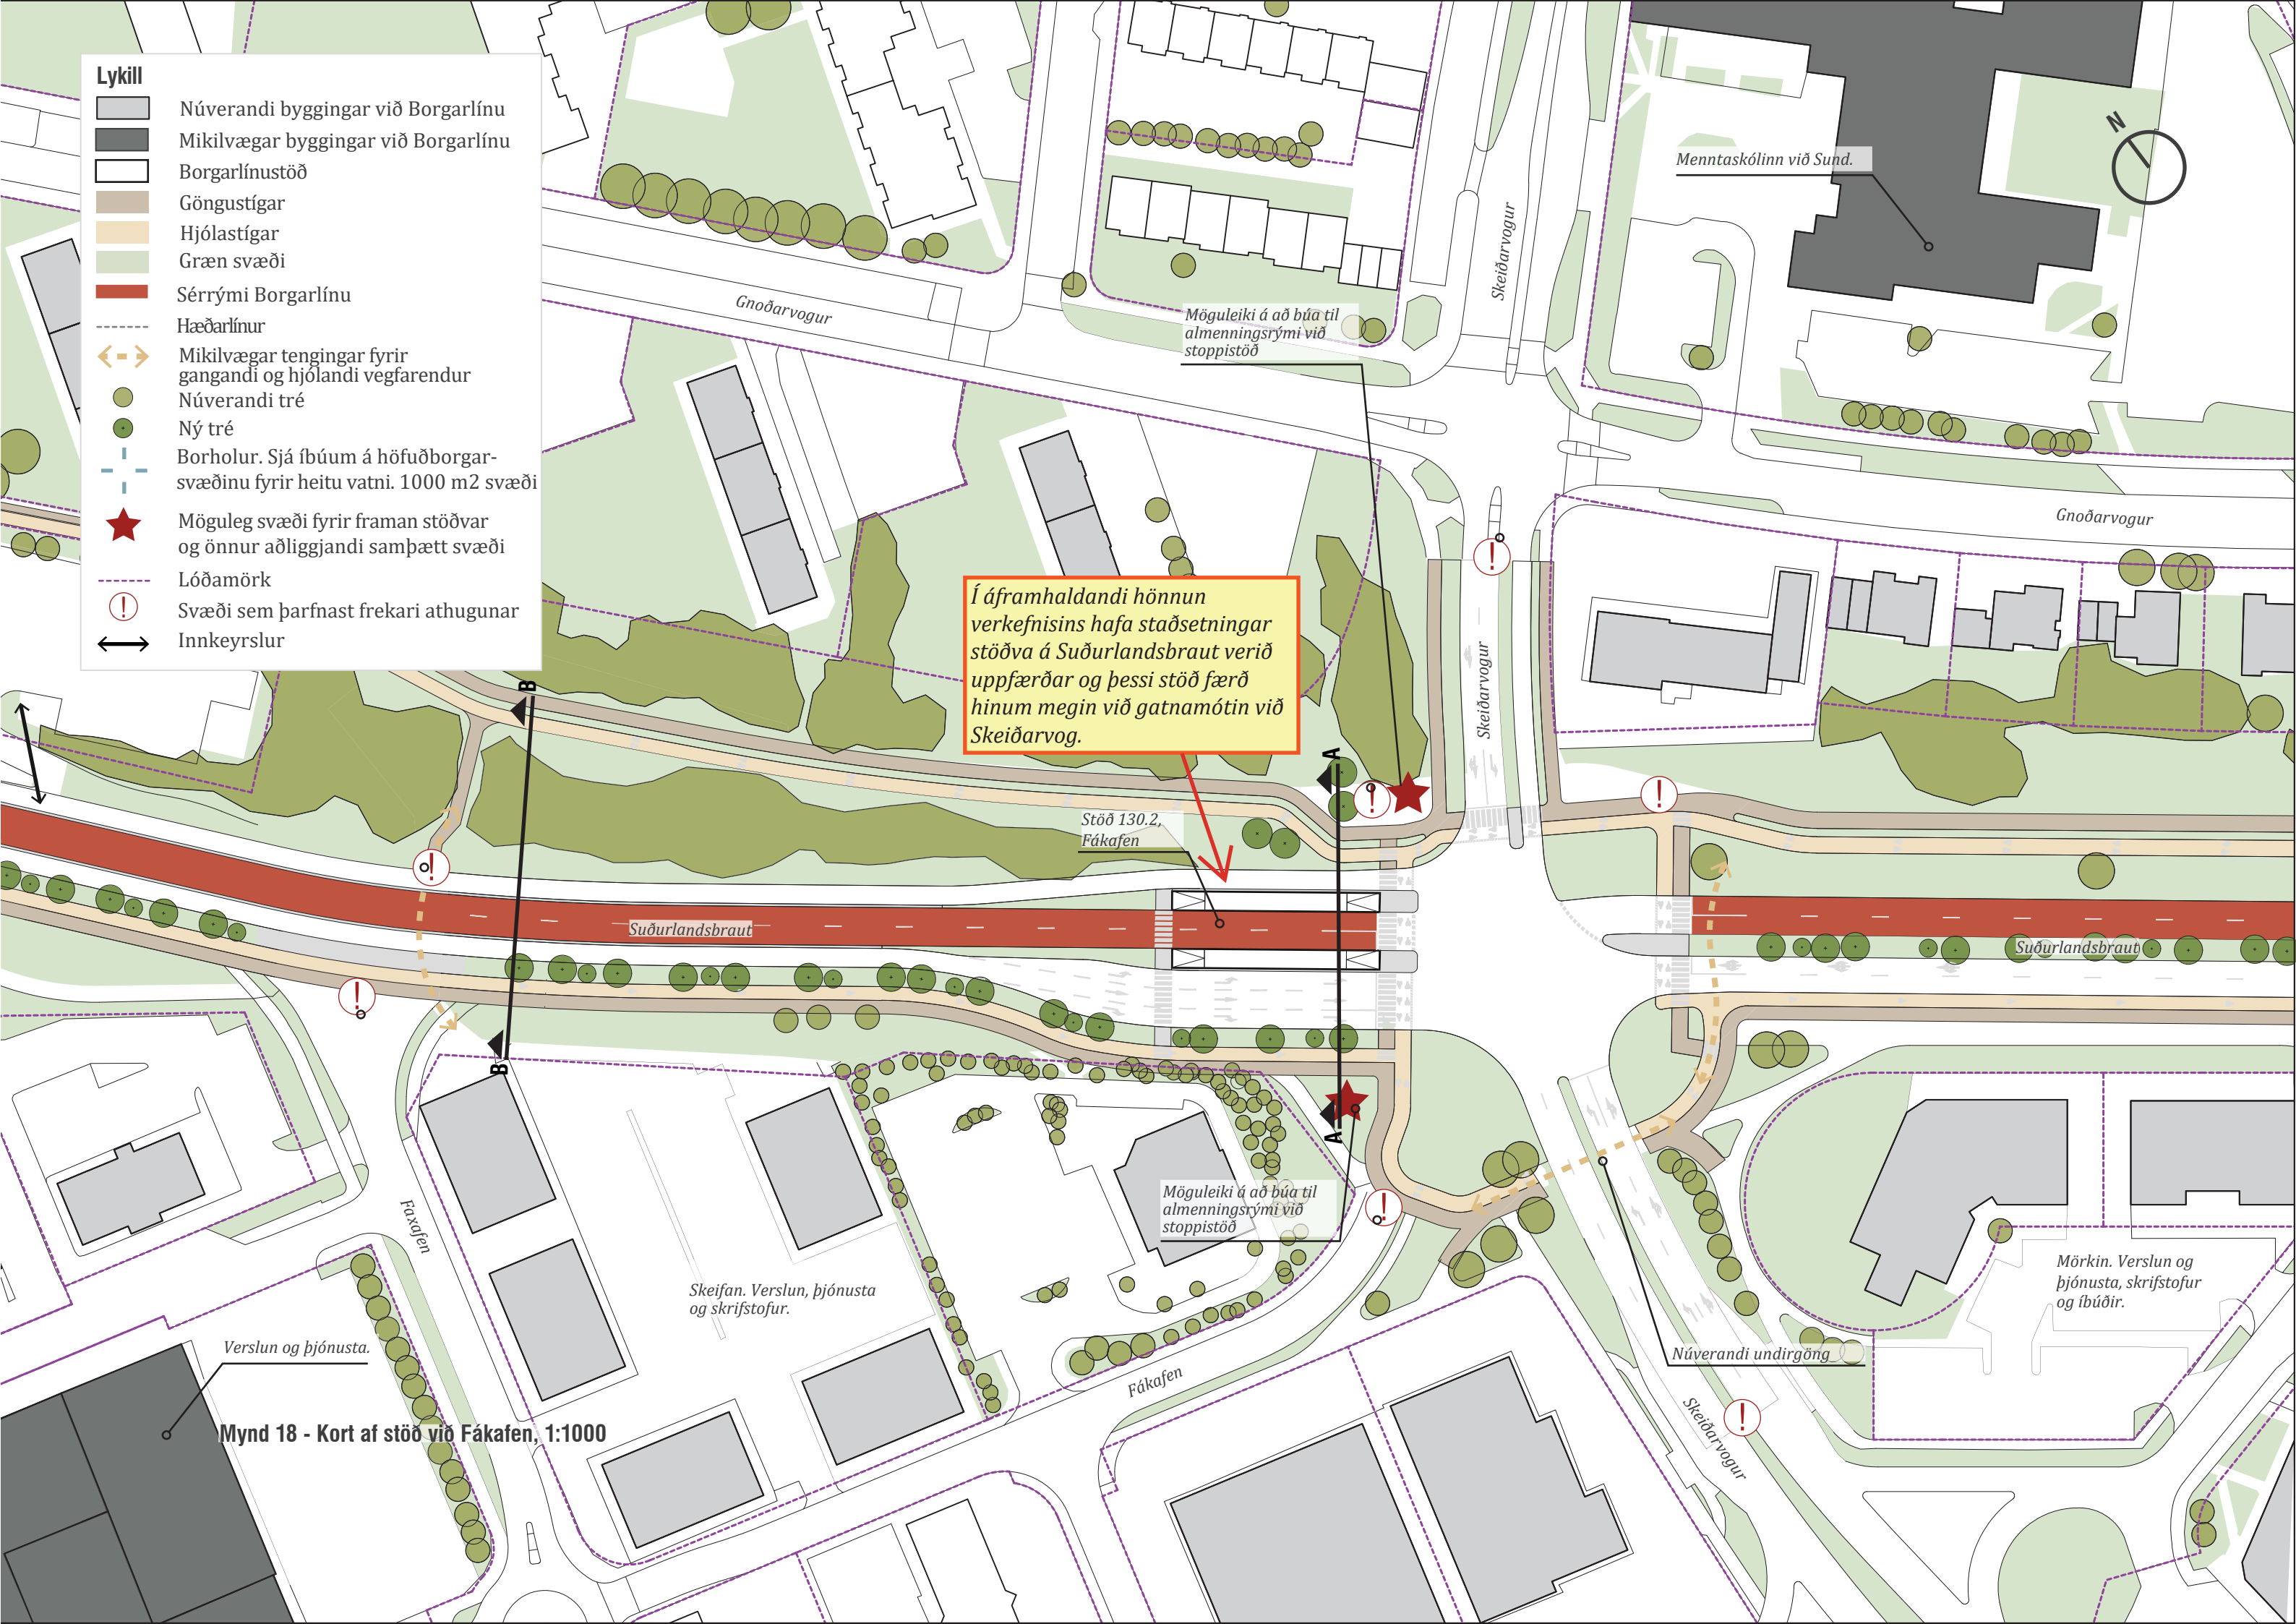 Lykill
Núverandi byggingar við Borgarlínu
Mikilvægar byggingar við Borgarlínu
Borgarlínustöð
Göngustígar
Hjólastígar
Græn svæði
Sérrými Borgarlínu
Hæðarlínur
Mikilvægar tengingar fyrir
gangandi og hjólandi vegfarendur
Núverandi tré
Ný tré
Borholur. Sjá íbúum á höfuðborgar-
svæðinu fyrir heitu vatni. 1000 m2 svæði
Möguleg svæði fyrir framan stöðvar
og önnur aðliggjandi samþætt svæði
Lóðamörk
Svæði sem þarfnast frekari athugunar
Innkeyrslur
N
Menntaskólinn við Sund.
Skeiðarvogur
Gnoðarvogur
Möguleiki á að búa til
almenningsrými við
stoppistöð
Gnoðarvogur
Skeiðarvogur
Í áframhaldandi hönnun
verkefnisins hafa staðsetningar
stöðva á Suðurlandsbraut verið
uppfærðar og þessi stöð færð
hinum megin við gatnamótin við
Skeiðarvog.
B
A
Stöð 130.2,
Fákafen
Suðurlandsbraut
Suðurlandsbraut
B
A
Möguleiki á að búa til
almenningsrými við
stoppistöð
Faxafen
Skeifan. Verslun, þjónusta
og skrifstofur.
Mörkin. Verslun og
þjónusta, skrifstofur
og íbúðir.
Verslun og þjónusta.
Núverandi undirgöng
Fákafen
Skeiðarvogur
Mynd 18 - Kort af stöð við Fákafen, 1:1000